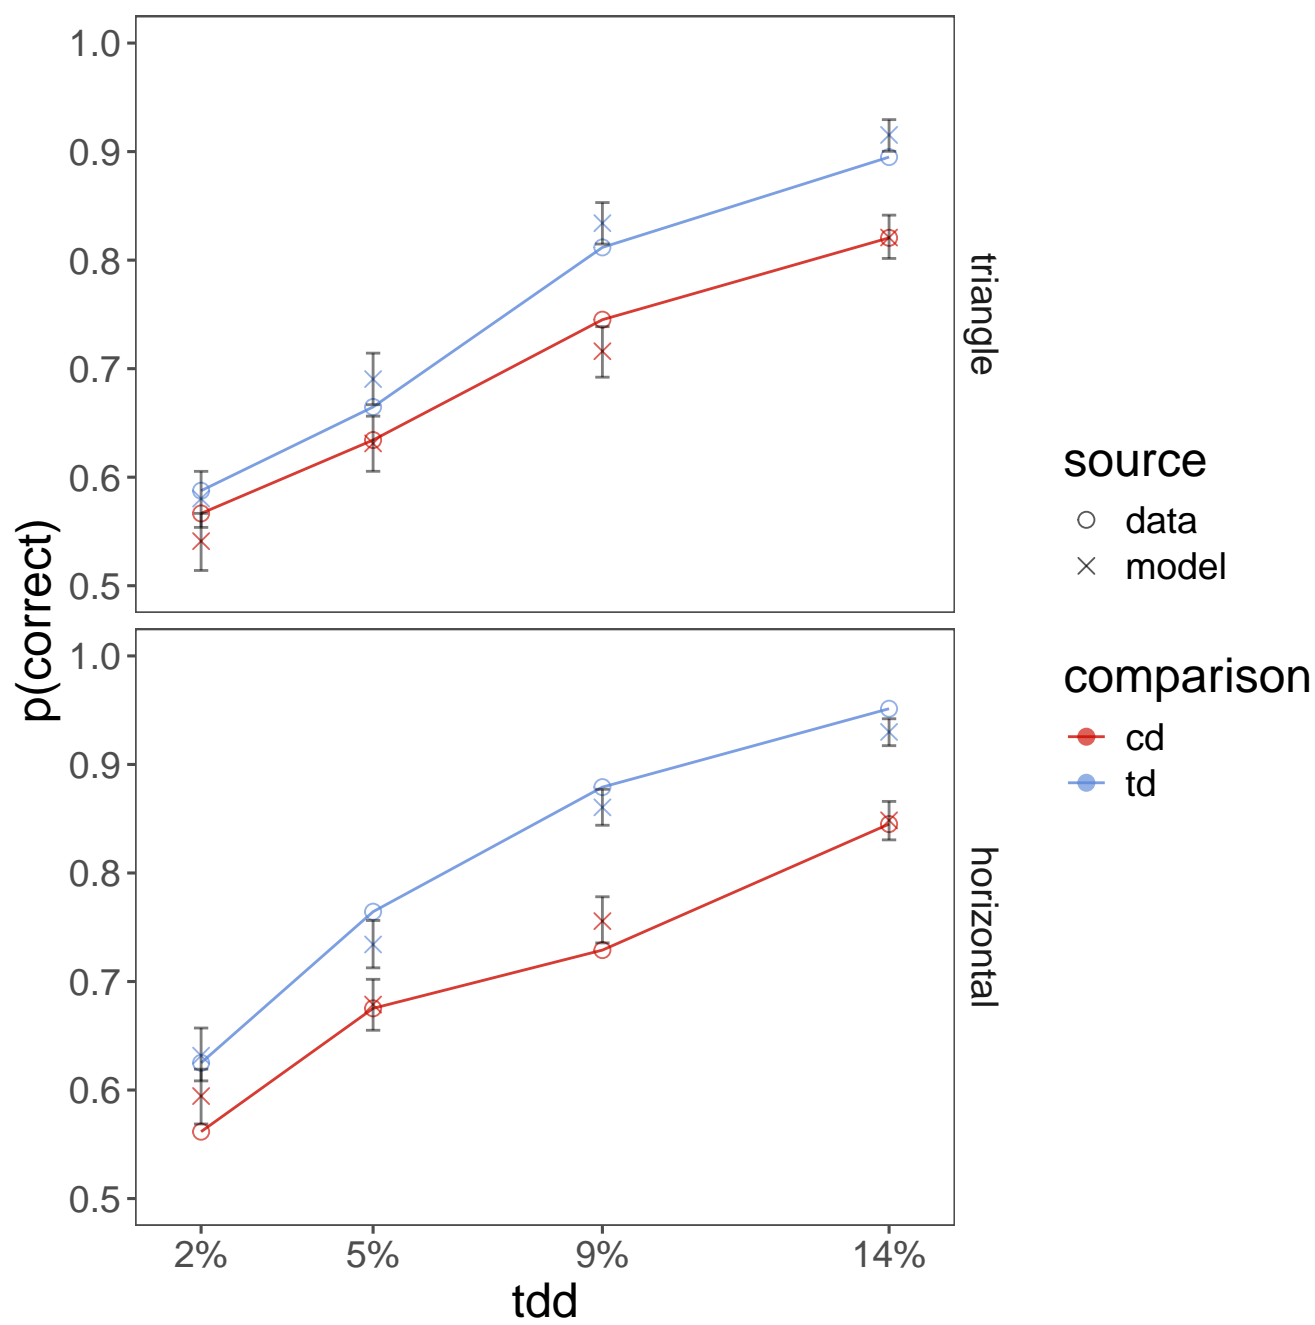 1.0
0.9
0.8
0.7
0.6
0.5
triangle
1.0
0.9
0.8
0.7
0.6
0.5
horizontal
p(correct)
2% 5% 9% 14%
tdd
source
data
model
comparison
cd
td